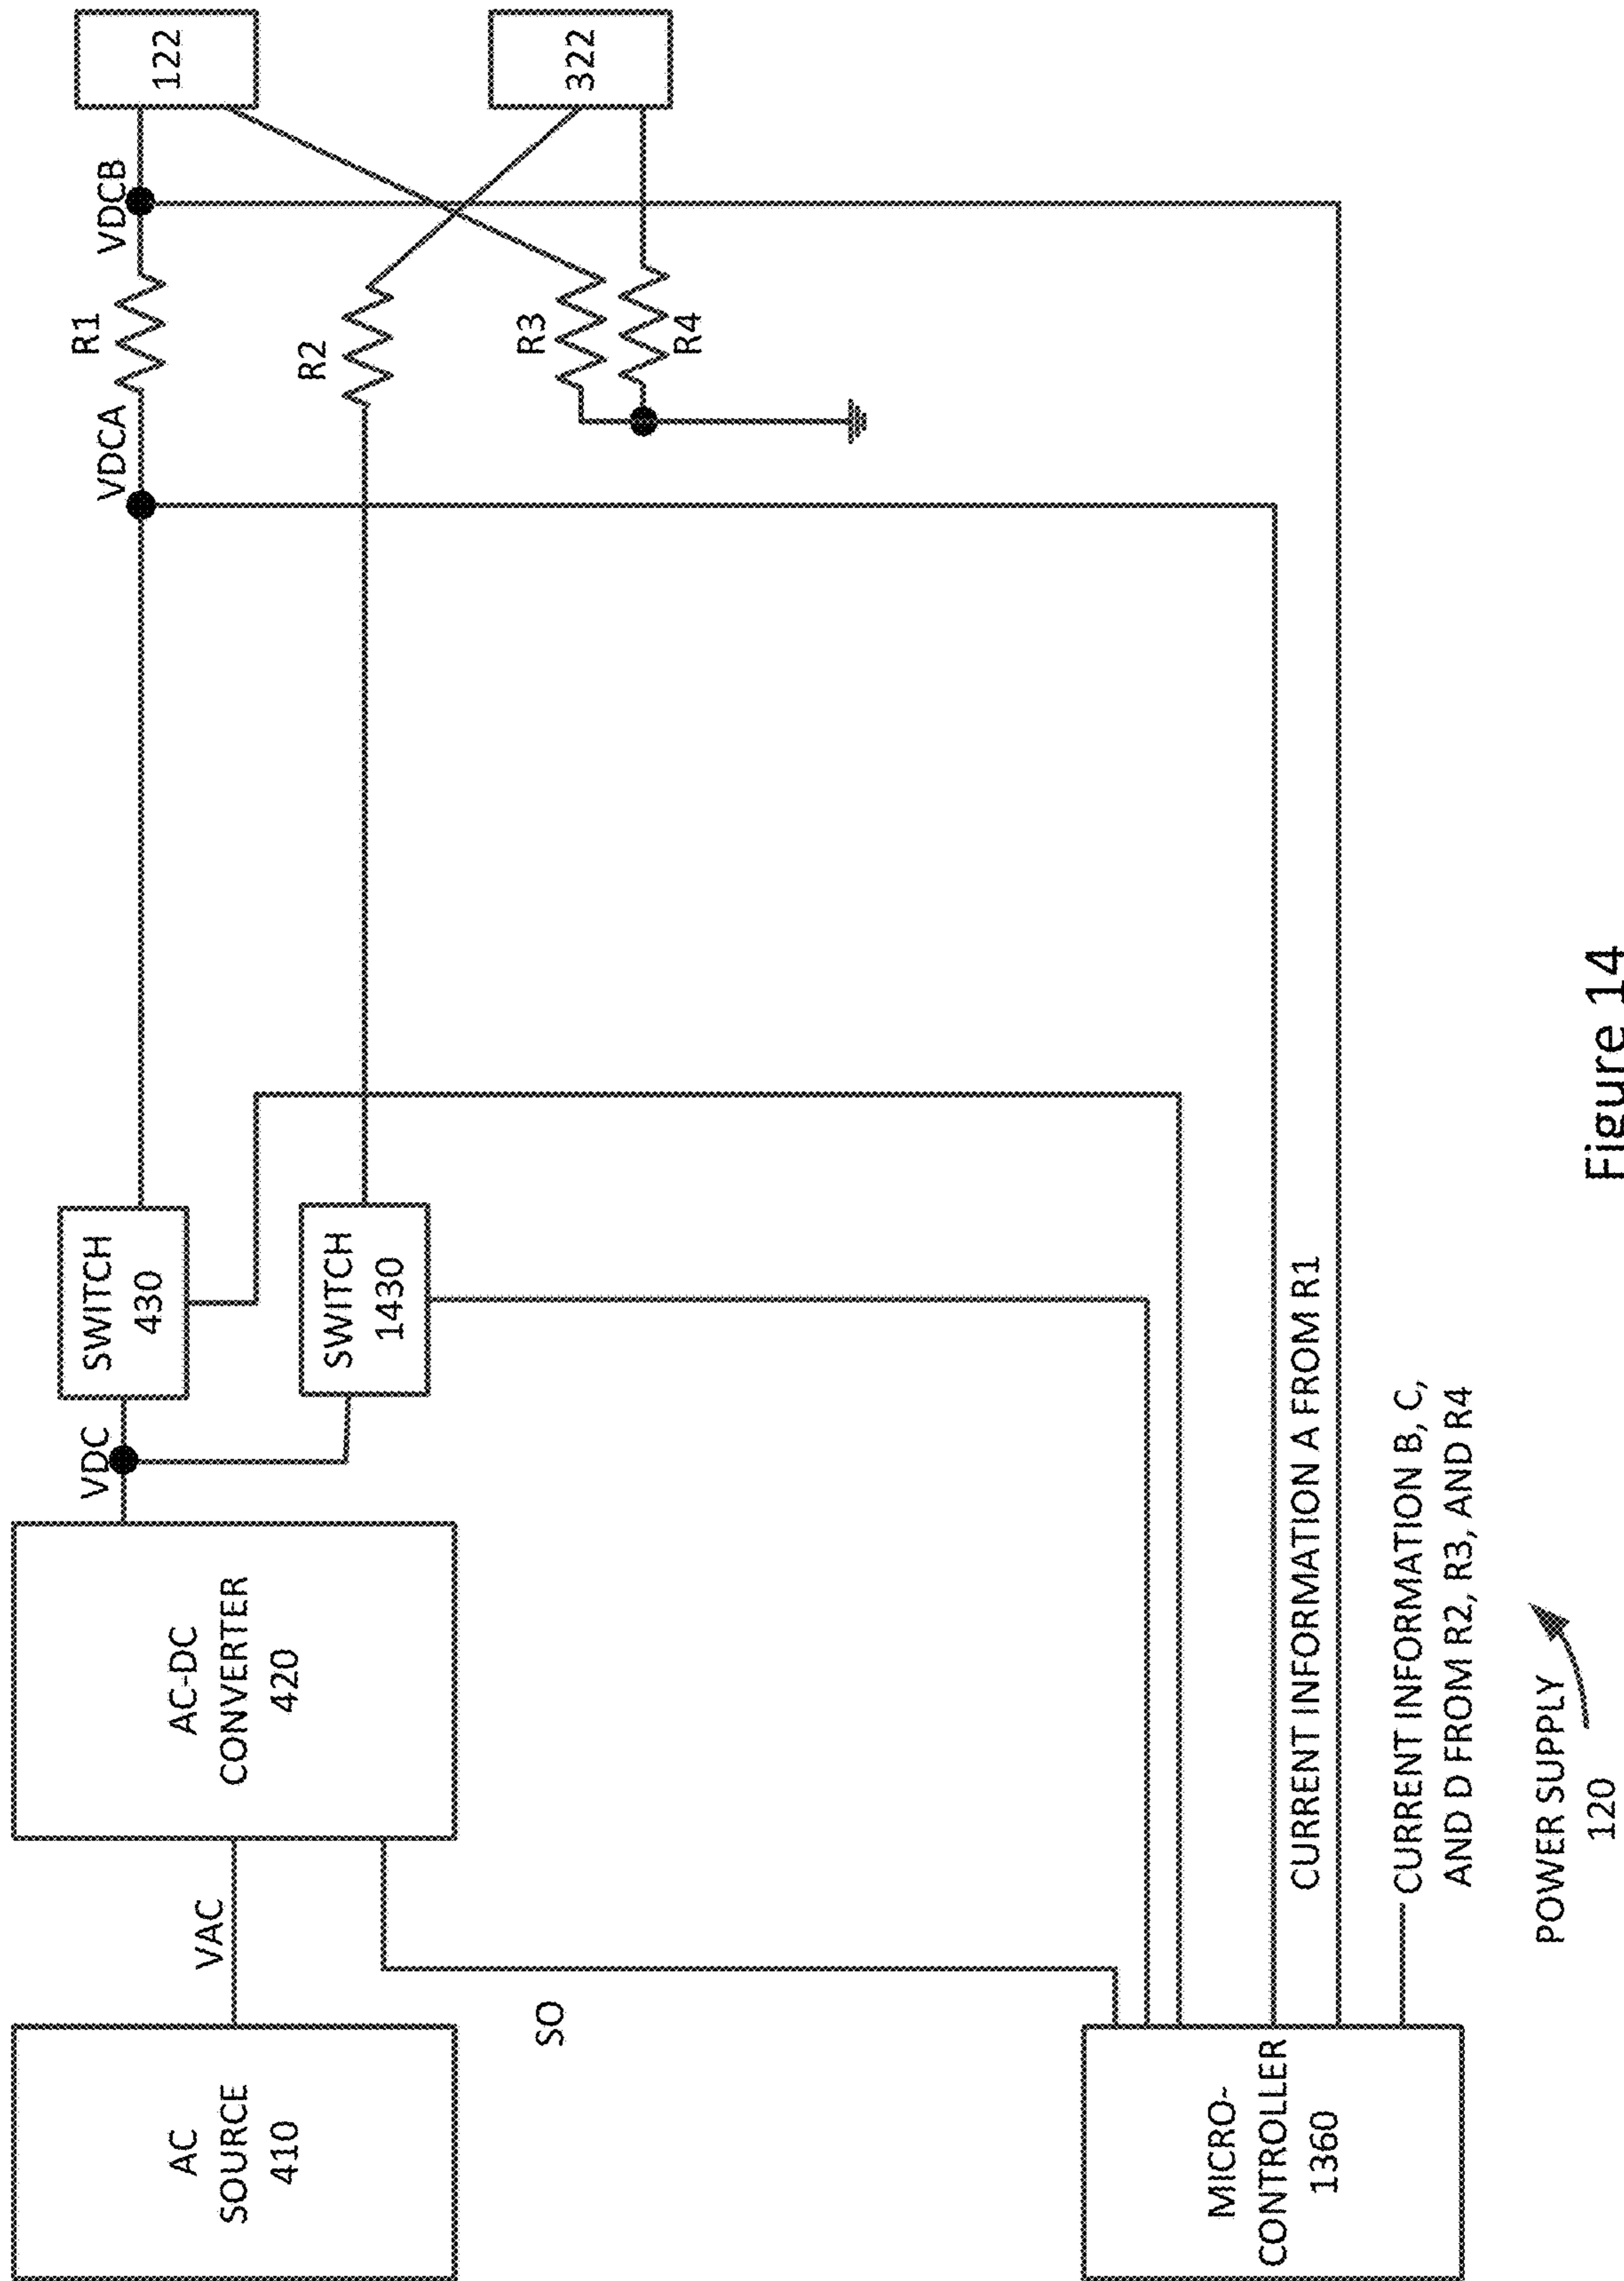 AC
SOURCE
410
VAC
AC-DC
CONVERTER
420
VDC
SWITCH
430
SWITCH
1430
VDCA
R1
VDCB
122
R2
322
R3
R4
SO
MICRO-
CONTROLLER
1360
CURRENT INFORMATION A FROM R1
CURRENT INFORMATION B, C,
AND D FROM R2, R3, AND R4
POWER SUPPLY
120
Figure 14